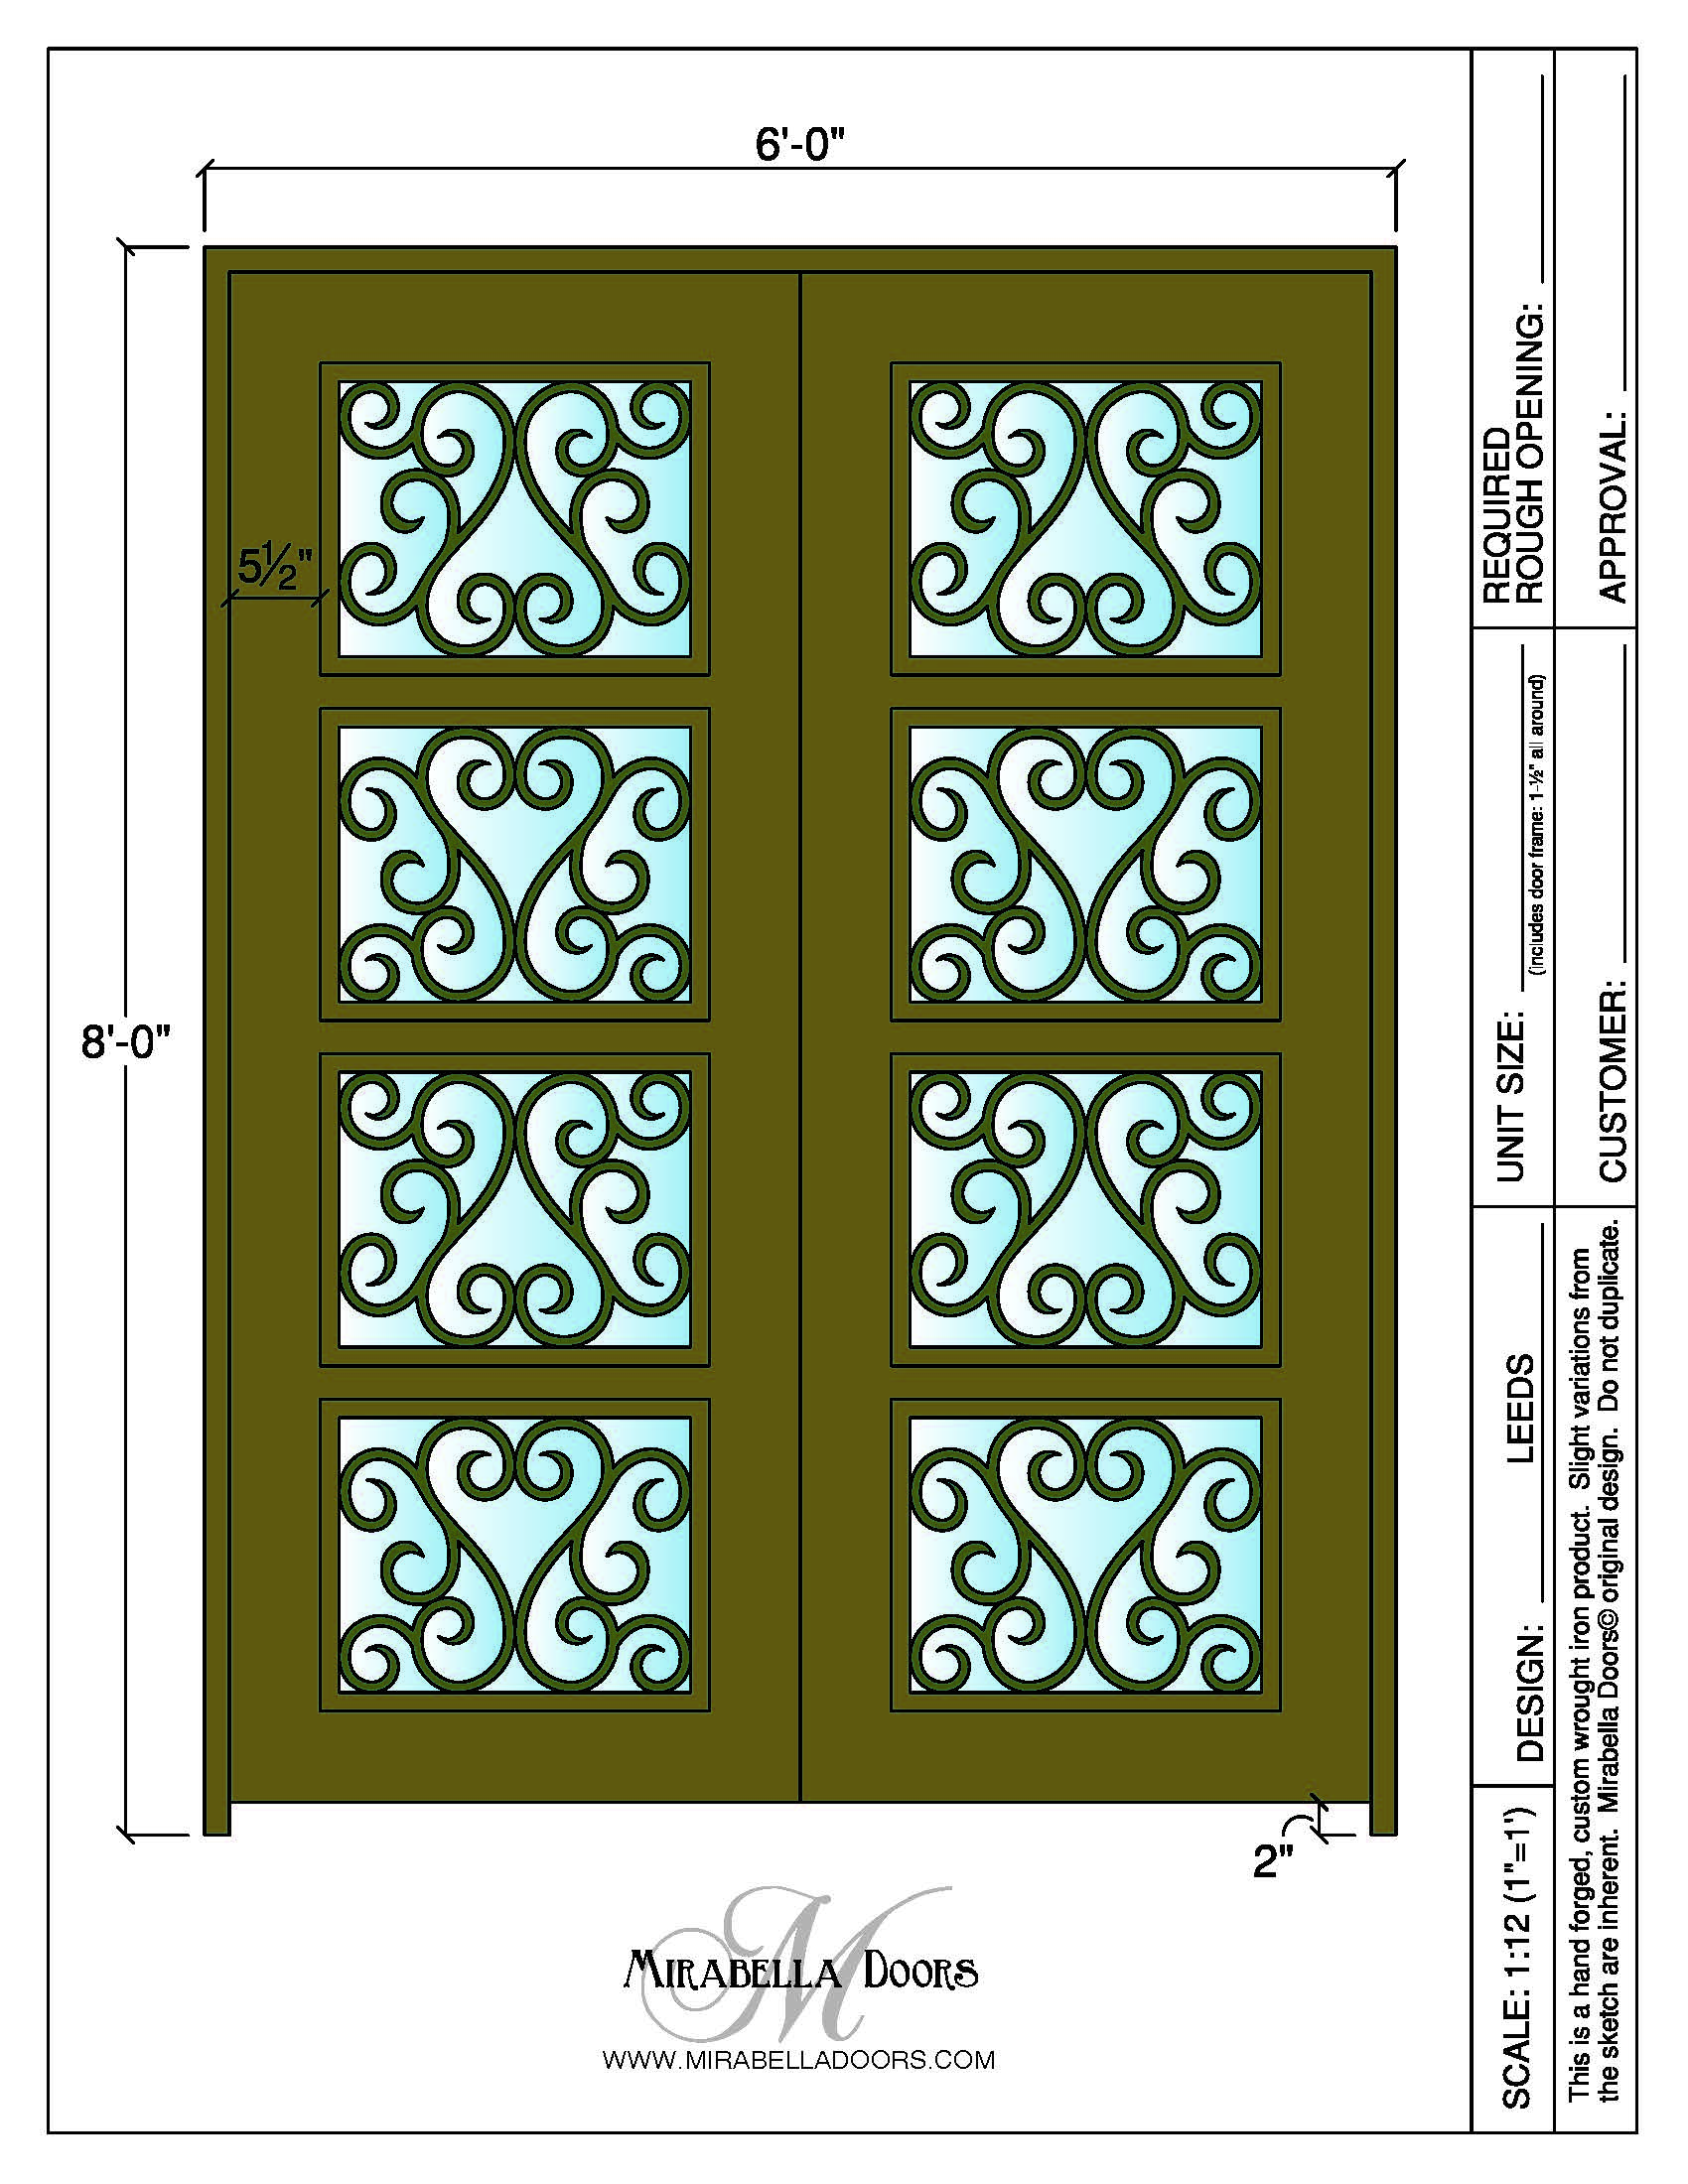 6'-0"
5½"
8'-0"
2"
MIRABELLA DOORS
M
WWW.MIRABELLADOORS.COM
REQUIRED
ROUGH OPENING:
APPROVAL:
UNIT SIZE:
(includes door frame: 1-½" all around)
CUSTOMER:
DESIGN: LEEDS
SCALE: 1:12 (1"=1')
This is a hand forged, custom wrought iron product. Slight variations from
the sketch are inherent. Mirabella Doors© original design. Do not duplicate.